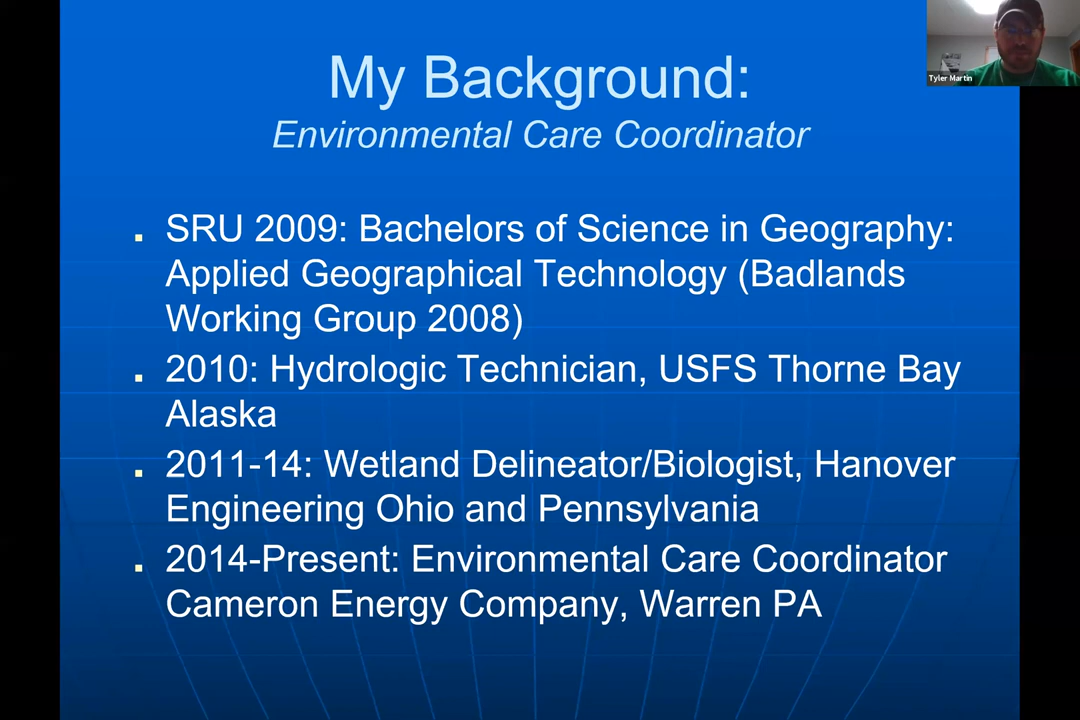 My Background:
Environmental Care Coordinator
Tyler Martin
SRU 2009: Bachelors of Science in Geography:
Applied Geographical Technology (Badlands
Working Group 2008)
2010: Hydrologic Technician, USFS Thorne Bay
Alaska
2011-14: Wetland Delineator/Biologist, Hanover
Engineering Ohio and Pennsylvania
2014-Present: Environmental Care Coordinator
Cameron Energy Company, Warren PA